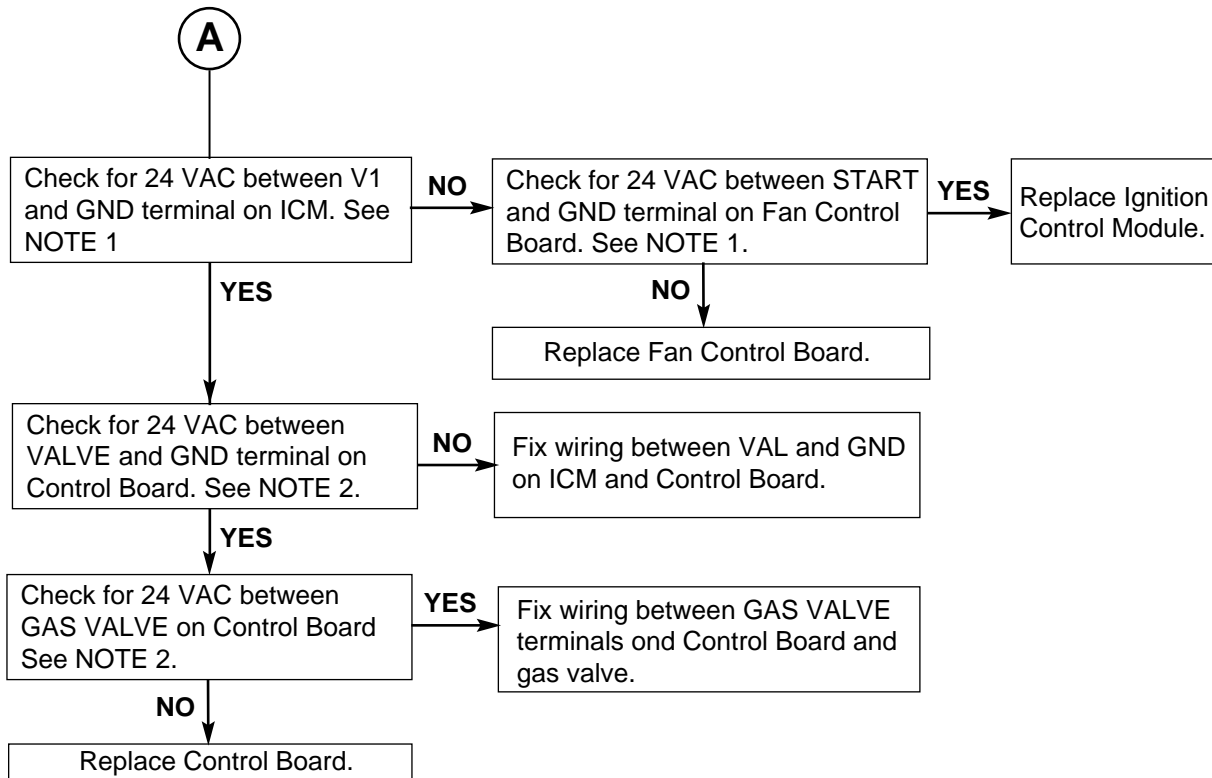 A
Check for 24 VAC between V1
and GND terminal on ICM. See
NOTE 1
NO
Check for 24 VAC between START
and GND terminal on Fan Control
Board. See NOTE 1.
YES
Replace Ignition
Control Module.
YES
NO
Replace Fan Control Board.
Check for 24 VAC between
VALVE and GND terminal on
Control Board. See NOTE 2.
NO
Fix wiring between VAL and GND
on ICM and Control Board.
YES
Check for 24 VAC between
GAS VALVE on Control Board
See NOTE 2.
YES
Fix wiring between GAS VALVE
terminals ond Control Board and
gas valve.
NO
Replace Control Board.